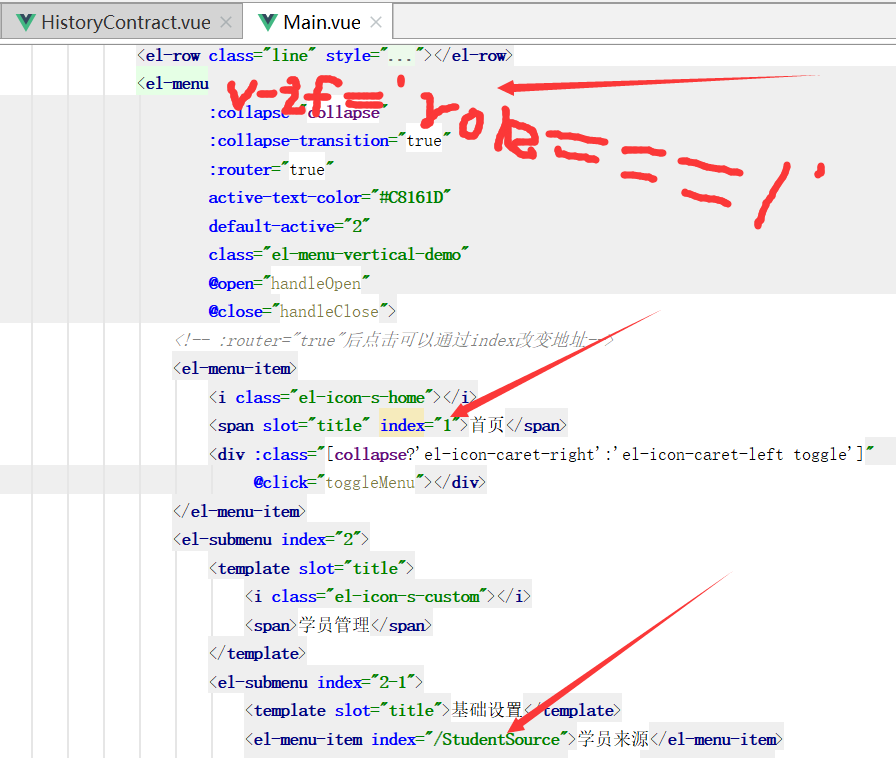 HistoryContract.vue ×
Main.vue ×
<el-row class="line" style="..."></el-row>
<el-menu
v-if='role====1'
:collapse="collapse"
:collapse-transition="true"
:router="true"
active-text-color="#C8161D"
default-active="2"
class="el-menu-vertical-demo"
@open="handleOpen"
@close="handleClose">
<!-- :router="true"后点击可以通过index改变地址-->
<el-menu-item>
<i class="el-icon-s-home"></i>
<span slot="title" index="1">首页</span>
<div :class="[collapse?'el-icon-caret-right':'el-icon-caret-left toggle']"
@click="toggleMenu"></div>
</el-menu-item>
<el-submenu index="2">
<template slot="title">
<i class="el-icon-s-custom"></i>
<span>学员管理</span>
</template>
<el-submenu index="2-1">
<template slot="title">基础设置</template>
<el-menu-item index="/StudentSource">学员来源</el-menu-item>